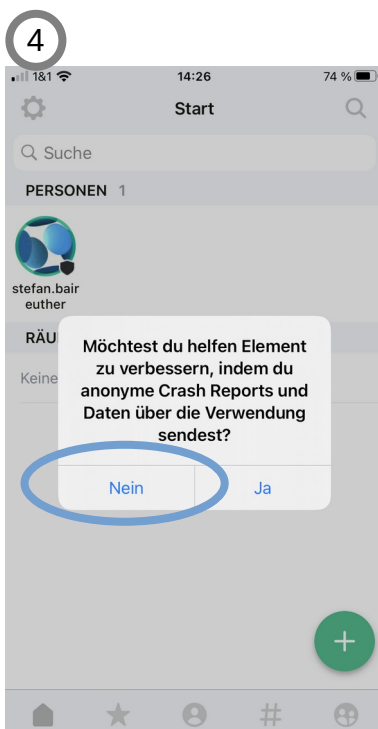 4
1&1
14:26
74 %
Start
Suche
PERSONEN 1
stefan.bair
euther
RÄU
Keine
Möchtest du helfen Element
zu verbessern, indem du
anonyme Crash Reports und
Daten über die Verwendung
sendest?
Nein
Ja